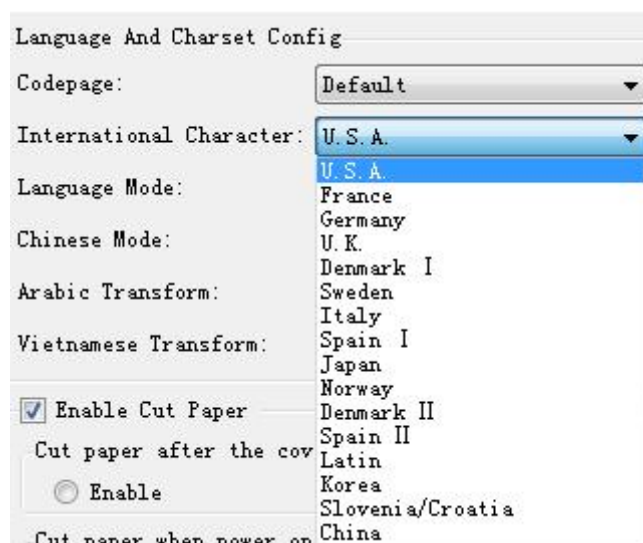 Language And Charset Config
Codepage: Default
International Character: U.S.A.
U.S.A.
France
Language Mode:
Germany
Chinese Mode:
U.K.
Denmark I
Arabic Transform:
Sweden
Italy
Vietnamese Transform:
Spain I
Japan
Norway
Enable Cut Paper
Denmark II
Spain II
Cut paper after the cov
Latin
Korea
Enable
Slovenia/Croatia
China
Cut paper when power on